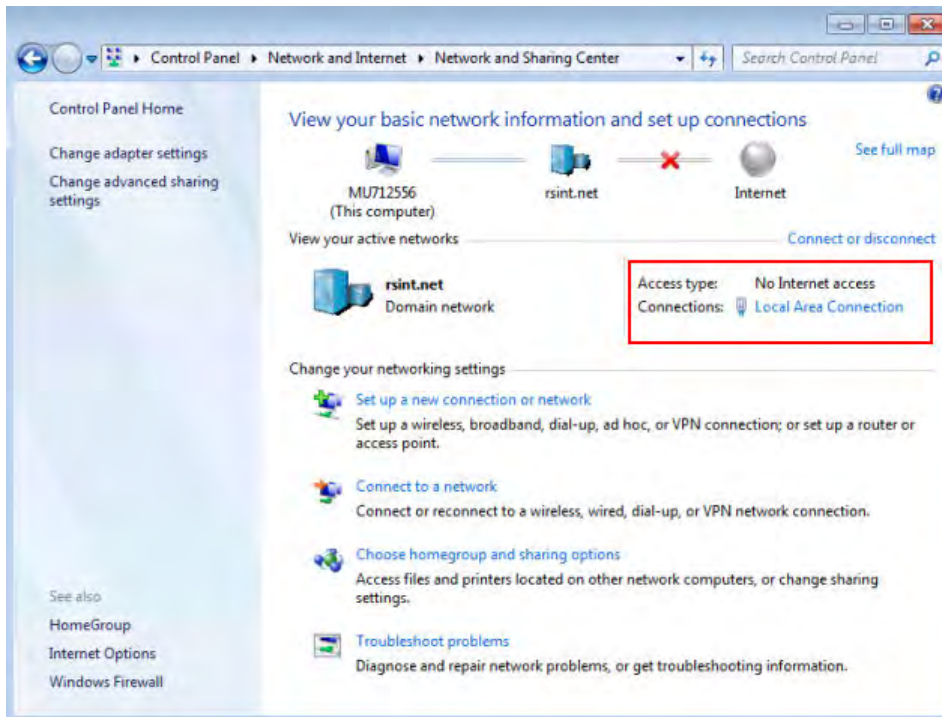 Control Panel ▸ Network and Internet ▸ Network and Sharing Center
Search Control Panel
Control Panel Home
Change adapter settings
Change advanced sharing
settings
See also
HomeGroup
Internet Options
Windows Firewall
View your basic network information and set up connections
See full map
MU712556
(This computer)
rsint.net
Internet
View your active networks
Connect or disconnect
rsint.net
Domain network
Access type: No Internet access
Connections: Local Area Connection
Change your networking settings
Set up a new connection or network
Set up a wireless, broadband, dial-up, ad hoc, or VPN connection; or set up a router or
access point.
Connect to a network
Connect or reconnect to a wireless, wired, dial-up, or VPN network connection.
Choose homegroup and sharing options
Access files and printers located on other network computers, or change sharing
settings.
Troubleshoot problems
Diagnose and repair network problems, or get troubleshooting information.